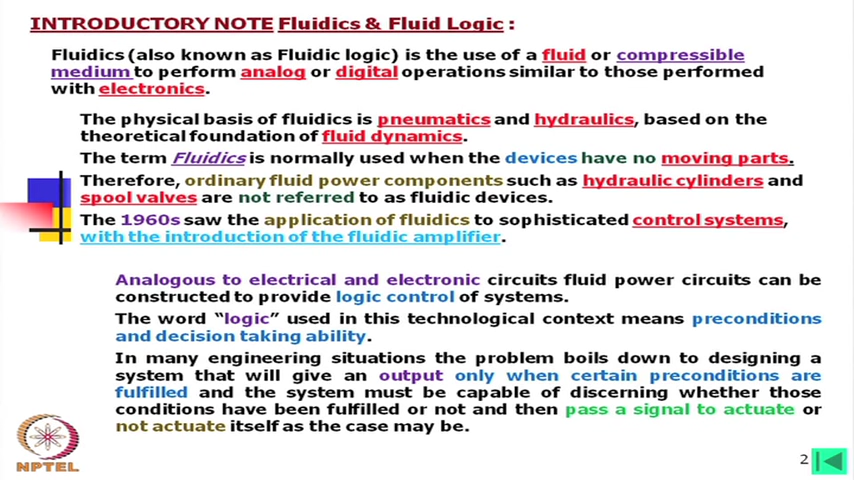 INTRODUCTORY NOTE Fluidics & Fluid Logic :
Fluidics (also known as Fluidic logic) is the use of a fluid or compressible
medium to perform analog or digital operations similar to those performed
with electronics.
The physical basis of fluidics is pneumatics and hydraulics, based on the
theoretical foundation of fluid dynamics.
The term Fluidics is normally used when the devices have no moving parts.
Therefore, ordinary fluid power components such as hydraulic cylinders and
spool valves are not referred to as fluidic devices.
The 1960s saw the application of fluidics to sophisticated control systems,
with the introduction of the fluidic amplifier.
Analogous to electrical and electronic circuits fluid power circuits can be
constructed to provide logic control of systems.
The word “logic” used in this technological context means preconditions
and decision taking ability.
In many engineering situations the problem boils down to designing a
system that will give an output only when certain preconditions are
fulfilled and the system must be capable of discerning whether those
conditions have been fulfilled or not and then pass a signal to actuate or
not actuate itself as the case may be.
NPTEL
2